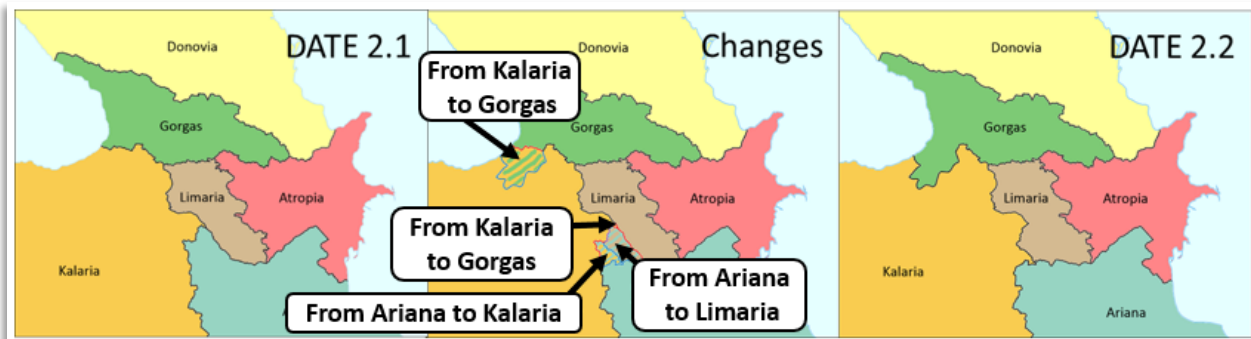 DATE 2.1
Donovia
Gorgas
Limaria
Atropia
Kalaria
Changes
Donovia
From Kalaria
to Gorgas
Gorgas
Limaria
Atropia
From Kalaria
to Gorgas
From Ariana
to Limaria
From Ariana to Kalaria
DATE 2.2
Donovia
Gorgas
Limaria
Atropia
Kalaria
Ariana